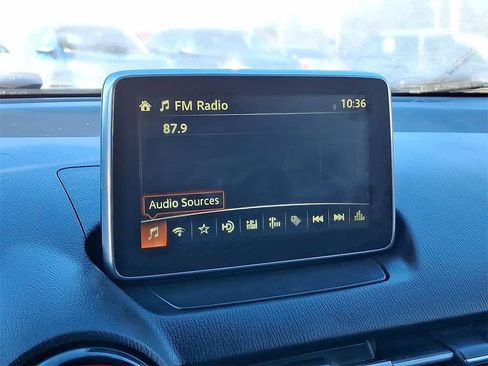 FM Radio 10:36
87.9
Audio Sources